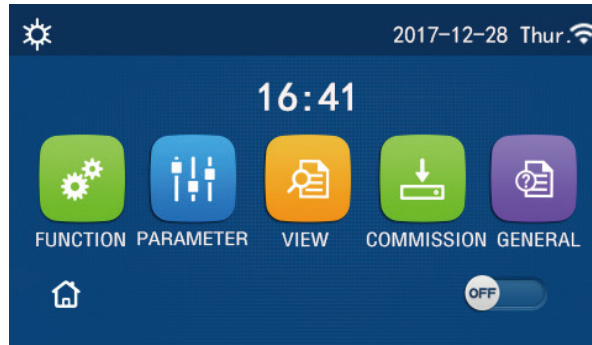 2017-12-28 Thur.
16:41
FUNCTION PARAMETER VIEW COMMISSION GENERAL
OFF